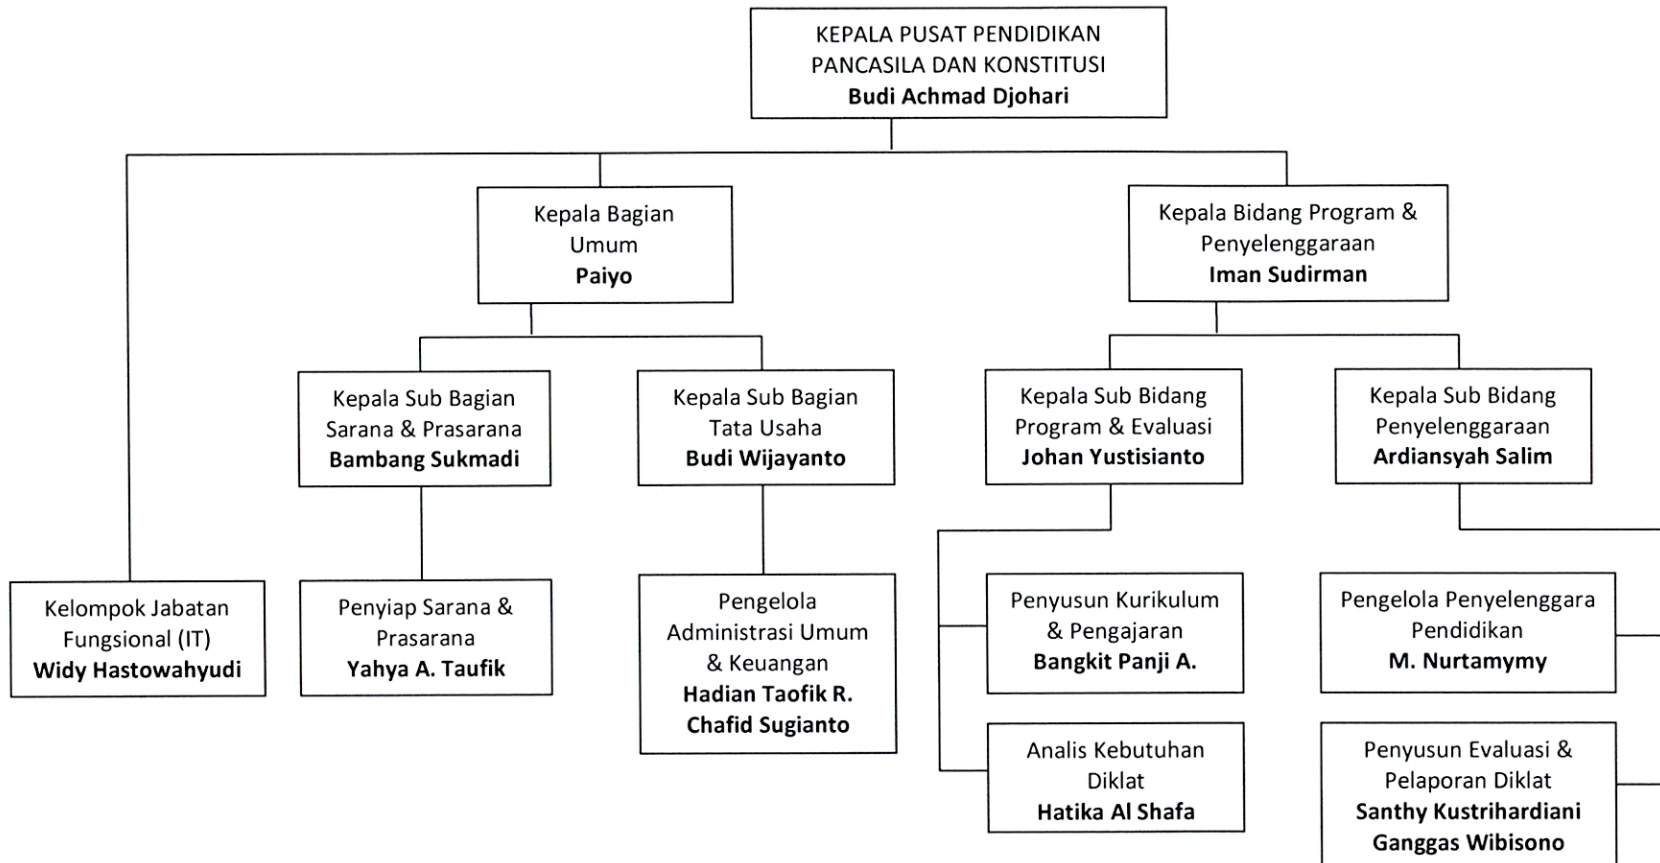 KEPALA PUSAT PENDIDIKAN
PANCASILA DAN KONSTITUSI
Budi Achmad Djohari
Kepala Bagian
Umum
Paiyo
Kepala Bidang Program &
Penyelenggaraan
Iman Sudirman
Kepala Sub Bagian
Sarana & Prasarana
Bambang Sukmadi
Kepala Sub Bagian
Tata Usaha
Budi Wijayanto
Kepala Sub Bidang
Program & Evaluasi
Johan Yustisianto
Kepala Sub Bidang
Penyelenggaraan
Ardiansyah Salim
Kelompok Jabatan
Fungsional (IT)
Widy Hastowahyudi
Penyiap Sarana &
Prasarana
Yahya A. Taufik
Pengelola
Administrasi Umum
& Keuangan
Hadian Taofik R.
Chafid Sugianto
Penyusun Kurikulum
& Pengajaran
Bangkit Panji A.
Pengelola Penyelenggara
Pendidikan
M. Nurtamymy
Analis Kebutuhan
Diklat
Hatika Al Shafa
Penyusun Evaluasi &
Pelaporan Diklat
Santhy Kustrihardiani
Ganggas Wibisono